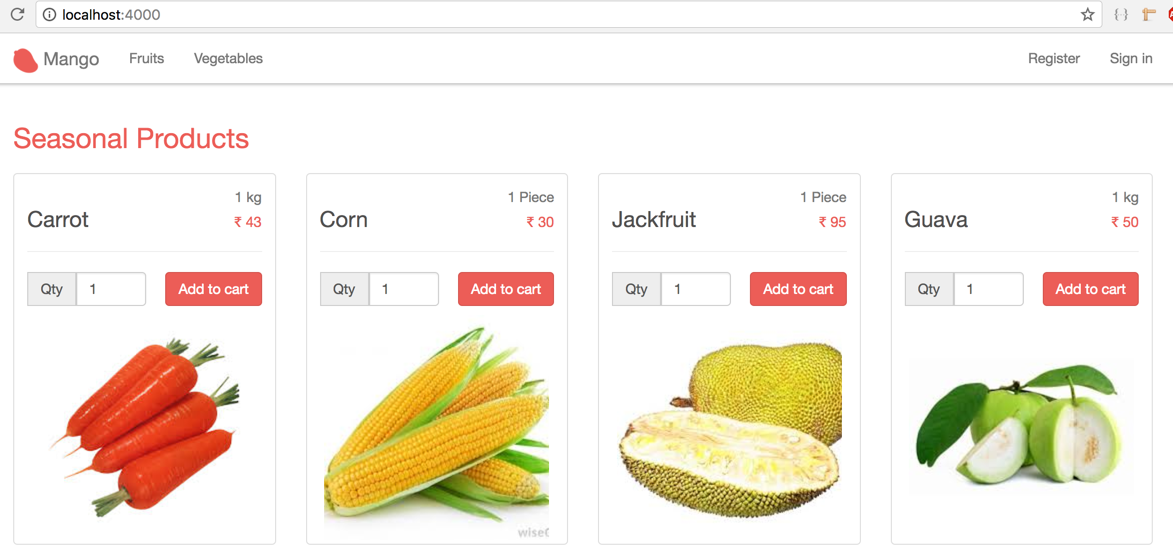 localhost:4000
Mango Fruits Vegetables Register Sign in
Seasonal Products
1 kg
Carrot ₹ 43
Qty 1 Add to cart
1 Piece
Corn ₹ 30
Qty 1 Add to cart
1 Piece
Jackfruit ₹ 95
Qty 1 Add to cart
1 kg
Guava ₹ 50
Qty 1 Add to cart